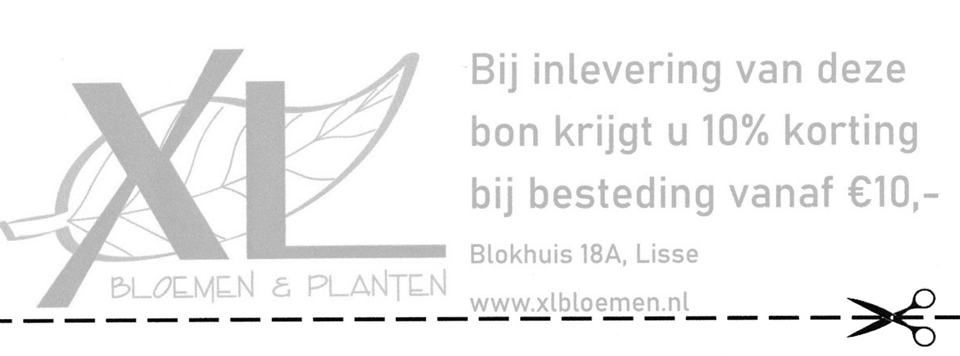 XL
BLOEMEN & PLANTEN
Bij inlevering van deze
bon krijgt u 10% korting
bij besteding vanaf €10,-
Blokhuis 18A, Lisse
www.xlbloemen.nl